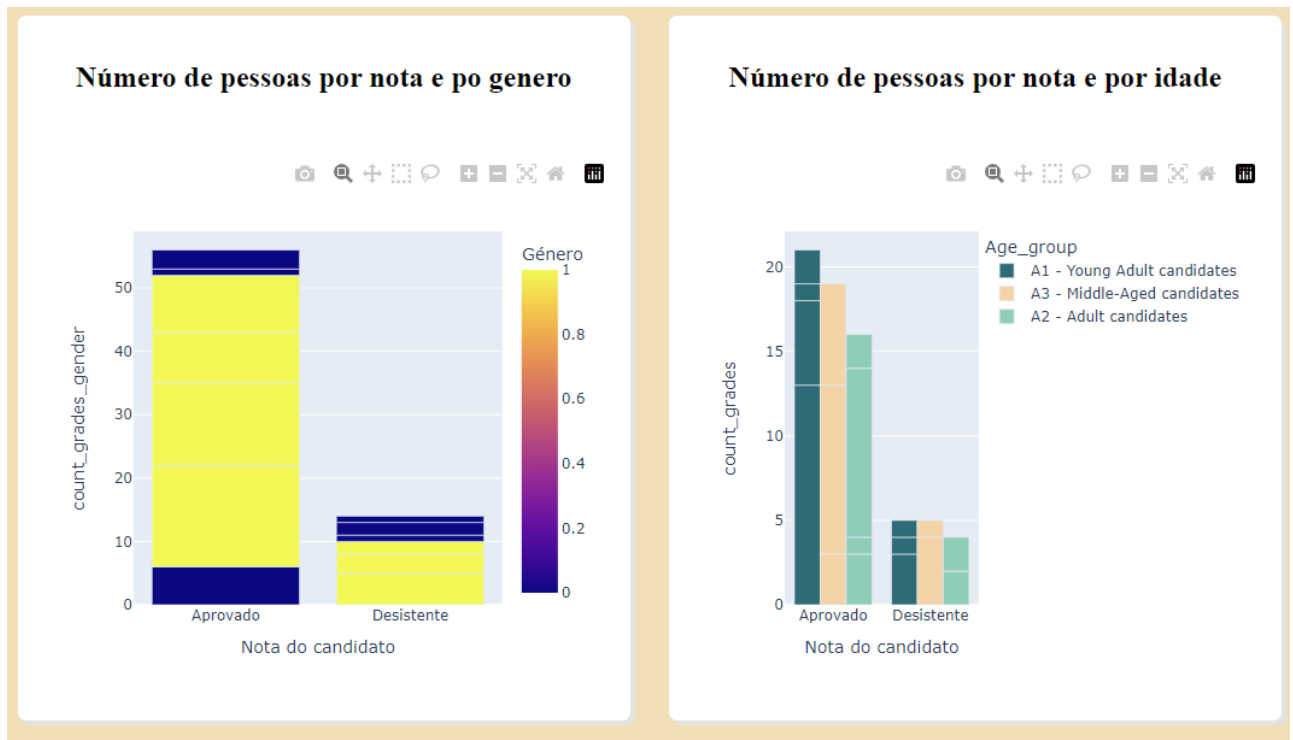 Número de pessoas por nota e po genero
Género
1
0.8
0.6
0.4
0.2
0
50
40
30
20
10
0
count_grades_gender
Aprovado
Desistente
Nota do candidato
Número de pessoas por nota e por idade
Age_group
A1 - Young Adult candidates
A3 - Middle-Aged candidates
A2 - Adult candidates
20
15
10
5
0
count_grades
Aprovado
Desistente
Nota do candidato